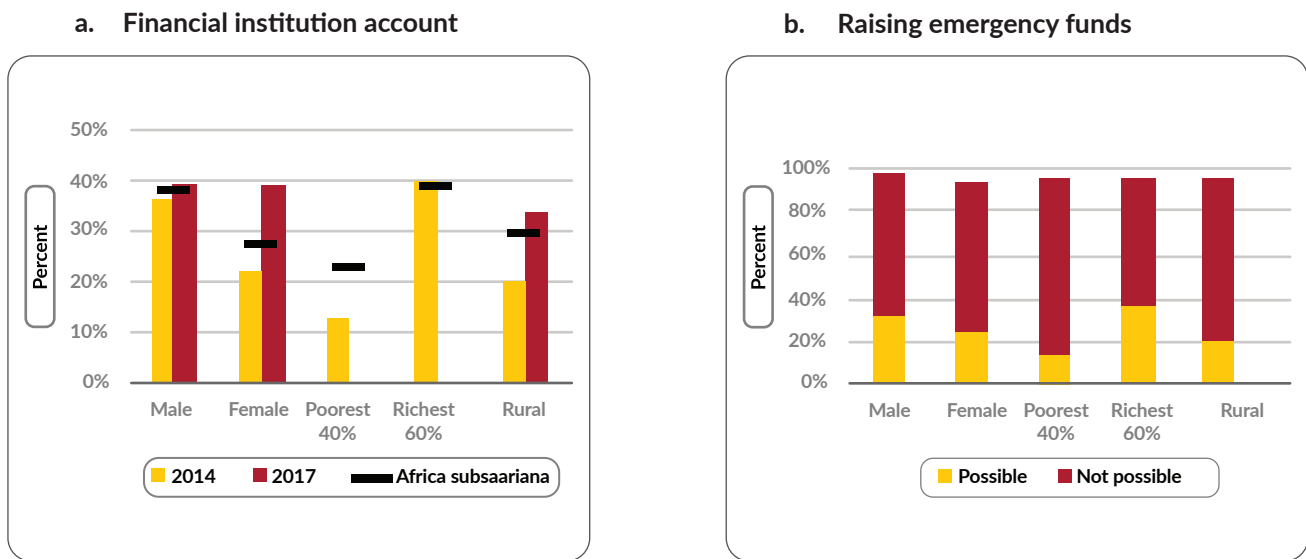 a. Financial institution account
50%
40%
30%
20%
10%
0%
Percent
Male
Female
Poorest
40%
Richest
60%
Rural
2014
2017
Africa subsaariana
b. Raising emergency funds
100%
80%
60%
40%
20%
0%
Percent
Male
Female
Poorest
40%
Richest
60%
Rural
Possible
Not possible